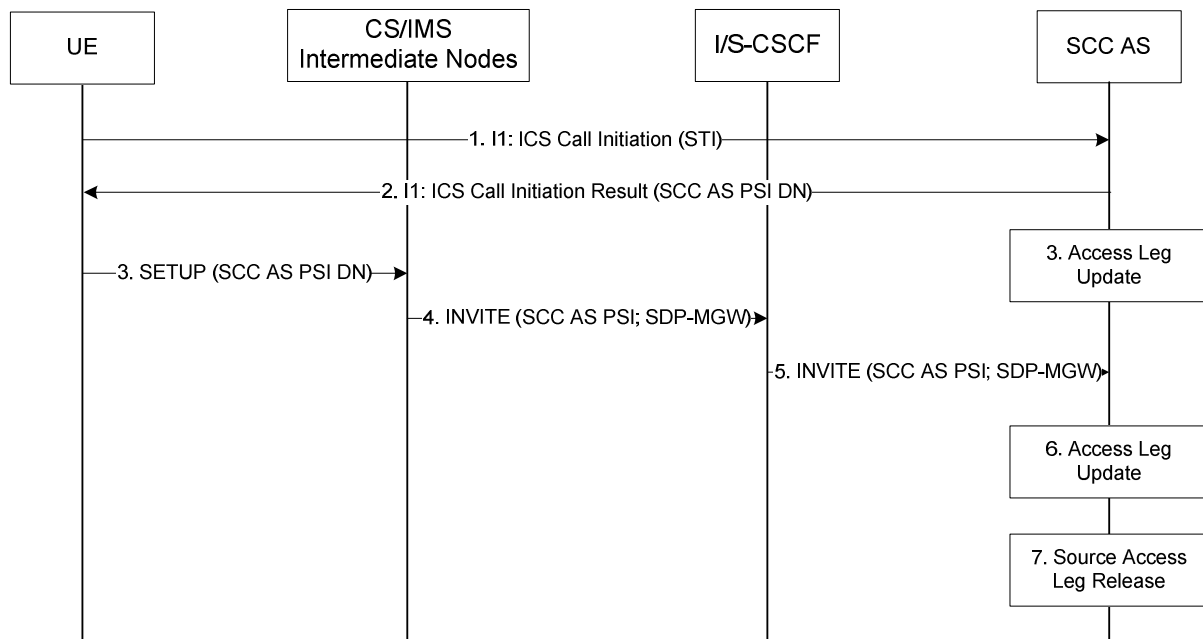 UE
CS/IMS
Intermediate Nodes
I/S-CSCF
SCC AS
1. I1: ICS Call Initiation (STI)
2. I1: ICS Call Initiation Result (SCC AS PSI DN)
3. Access Leg
Update
3. SETUP (SCC AS PSI DN)
4. INVITE (SCC AS PSI; SDP-MGW)
5. INVITE (SCC AS PSI; SDP-MGW)
6. Access Leg
Update
7. Source Access
Leg Release